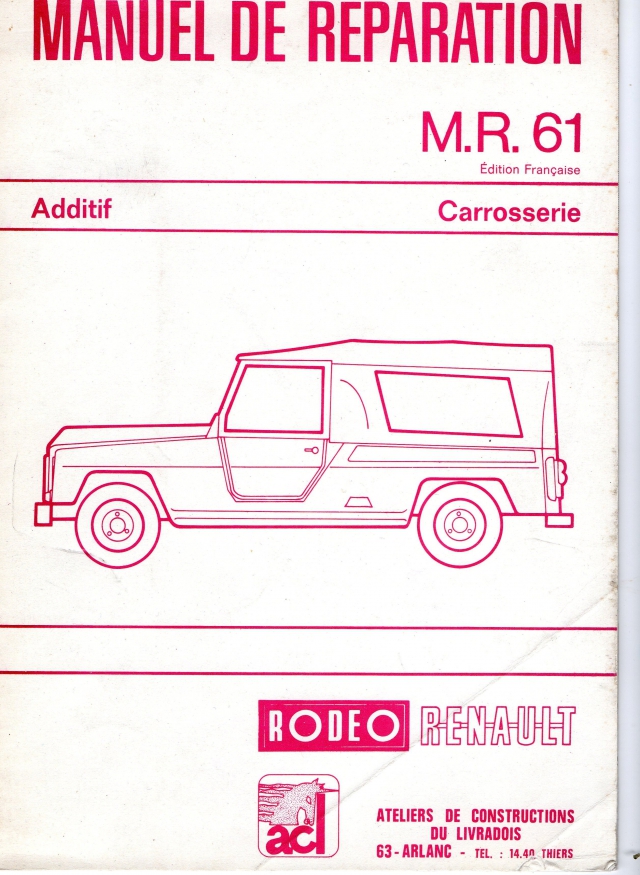 MANUEL DE REPARATION
M.R. 61
Édition Française
Additif Carrosserie
RODEO RENAULT
acl
ATELIERS DE CONSTRUCTIONS
DU LIVRADOIS
63-ARLANC - TEL. : 14.40 THIERS